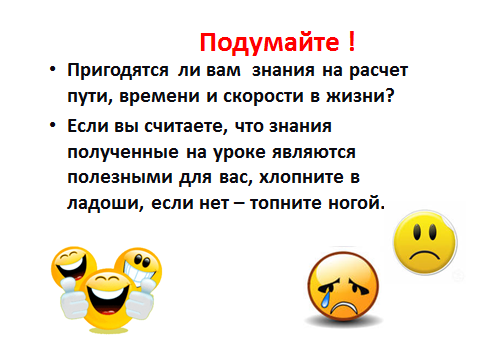 Подумайте !
• Пригодятся ли вам знания на расчет
пути, времени и скорости в жизни?
• Если вы считаете, что знания
полученные на уроке являются
полезными для вас, хлопните в
ладоши, если нет – топните ногой.